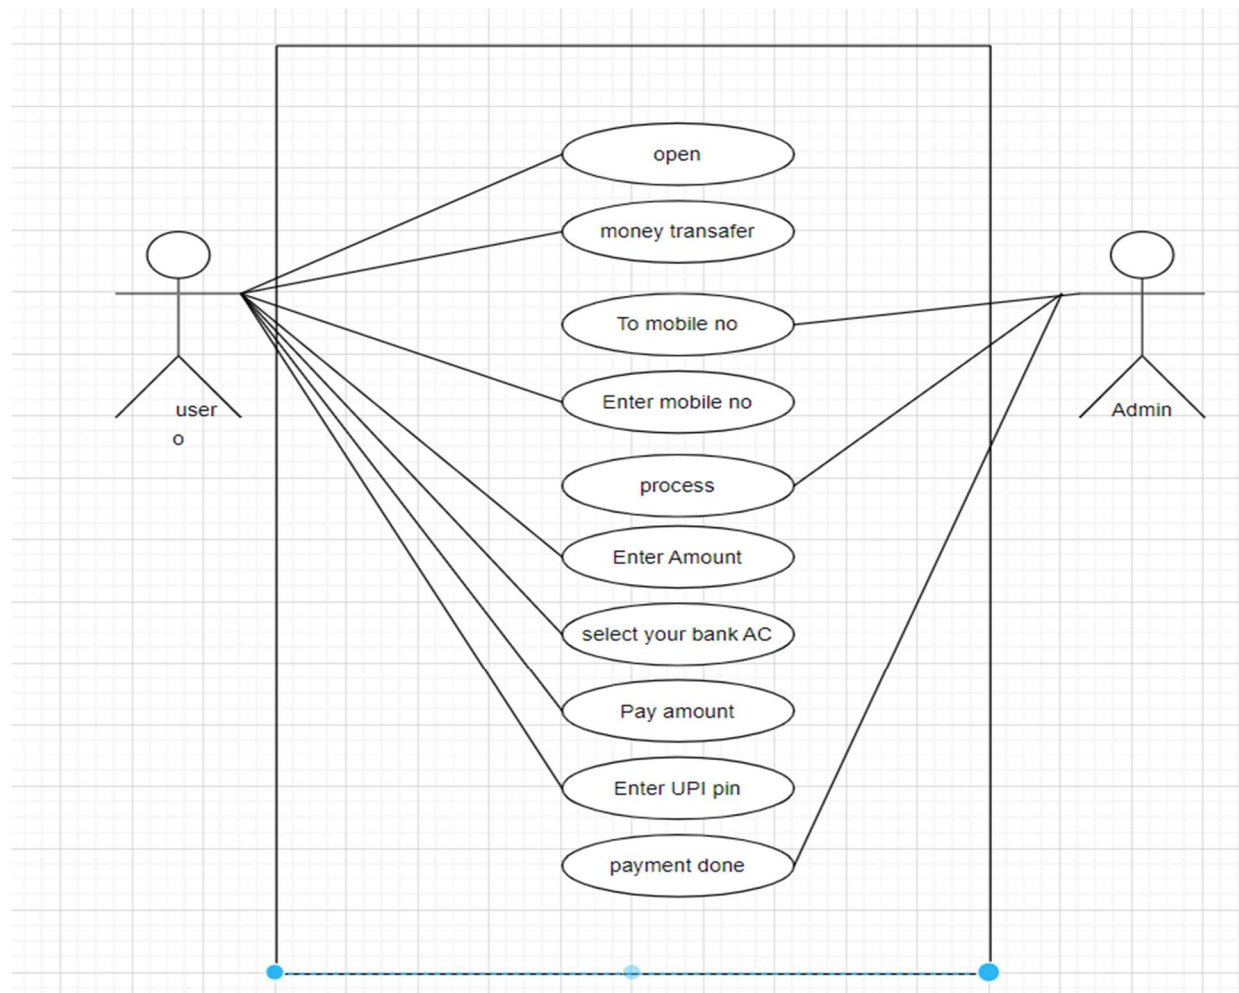 open
money transafer
To mobile no
Enter mobile no
process
Enter Amount
select your bank AC
Pay amount
Enter UPI pin
payment done
user
o
Admin